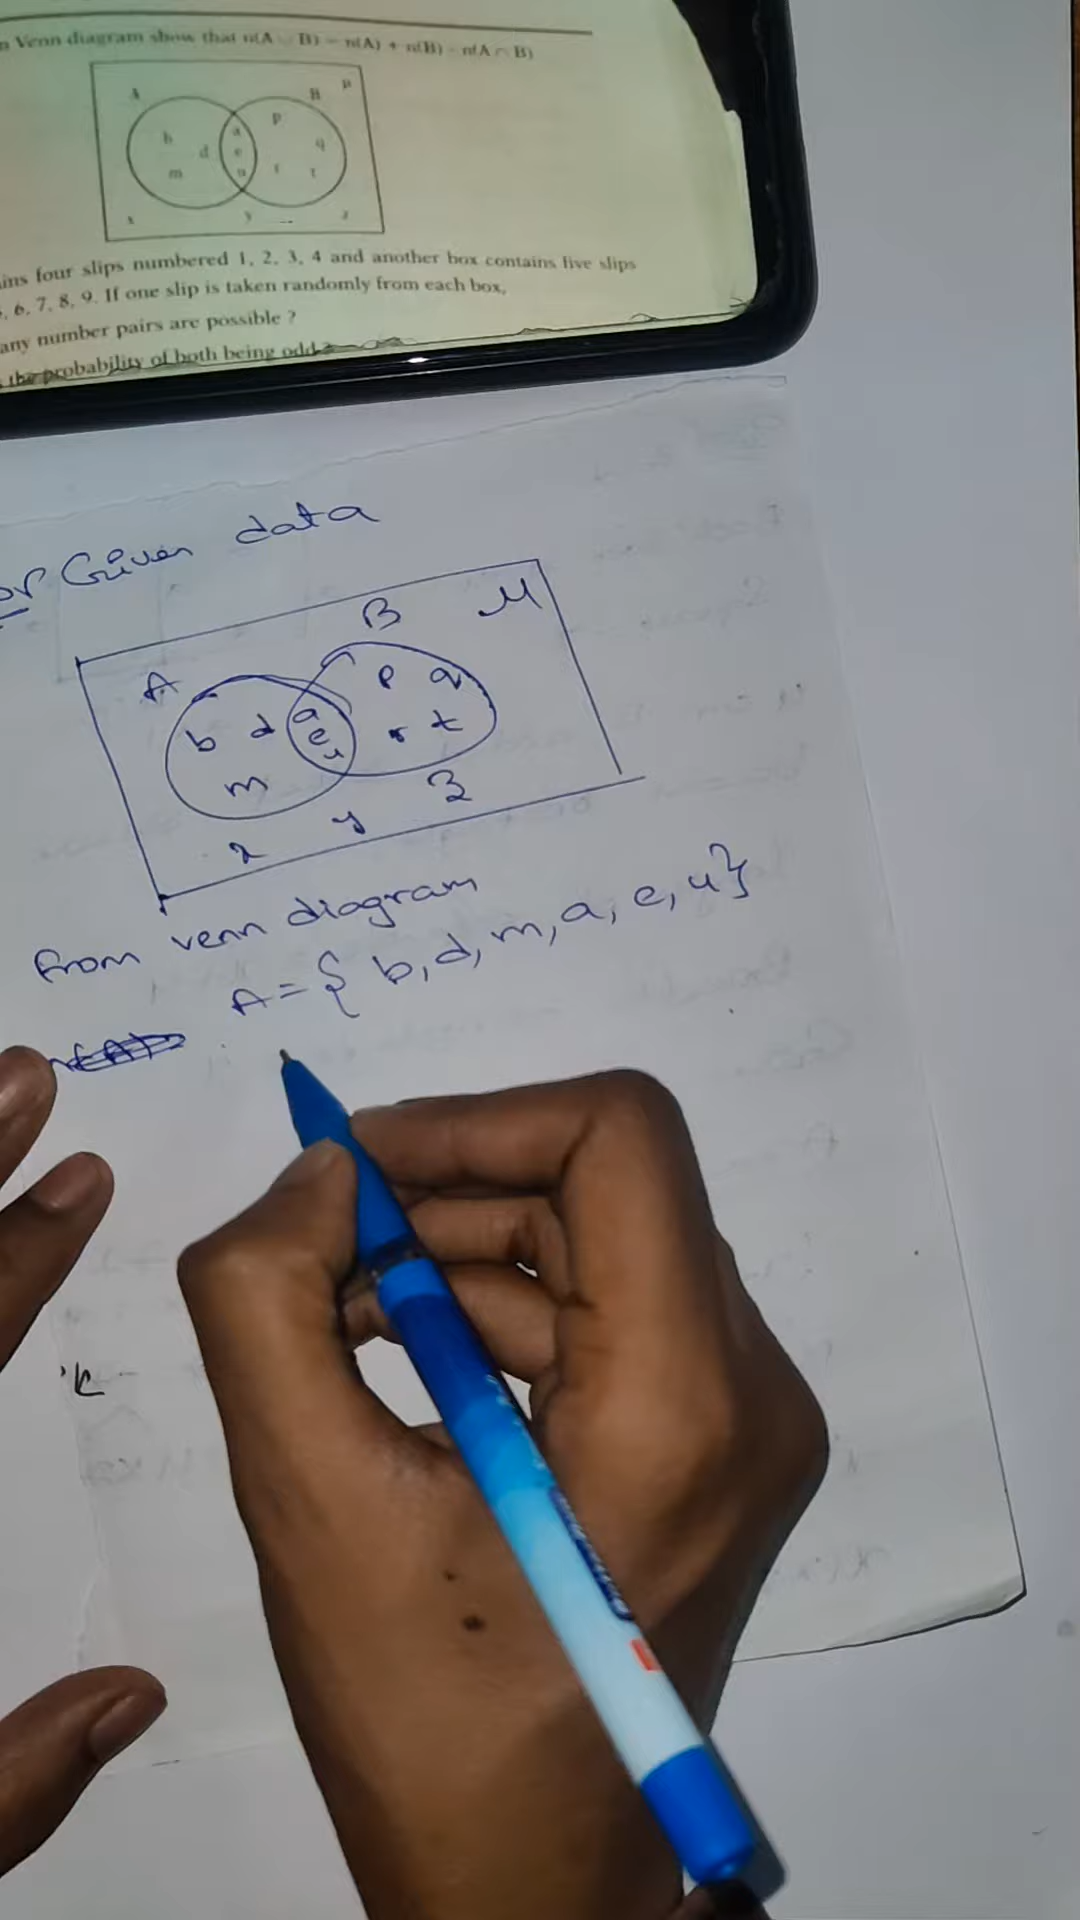 n Venn diagram show that n(A ∪ B) = n(A) + n(B) - n(A ∩ B)
A B μ
b d m a e u p q r t
x y z
ins four slips numbered 1, 2, 3, 4 and another box contains five slips
, 6, 7, 8, 9. If one slip is taken randomly from each box,
any number pairs are possible ?
the probability of both being odd
Given data
A B μ
b d m a e u p q r t
x y z
from venn diagram
A = { b, d, m, a, e, u}